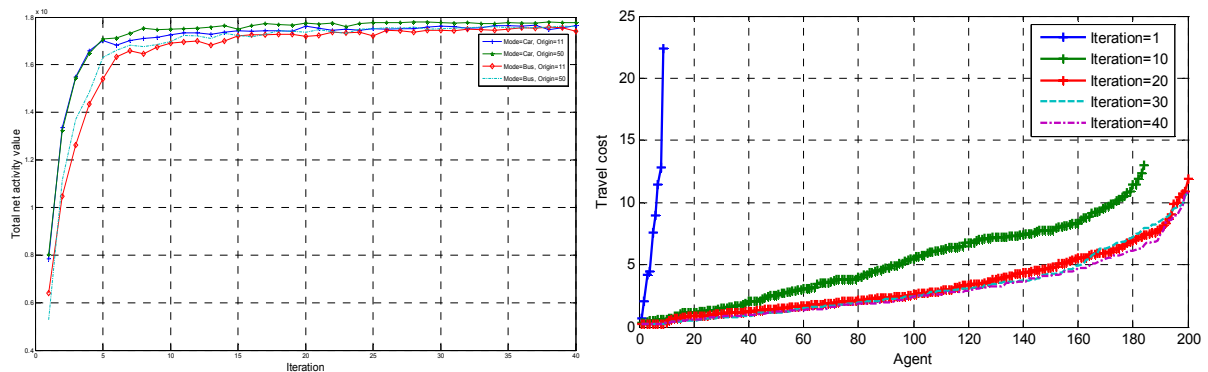 x 10
1.8
1.6
1.4
1.2
1
0.8
0.6
0.4
0 5 10 15 20 25 30 35 40
Total net activity value
Iteration
Mode=Car, Origin=11
Mode=Car, Origin=50
Mode=Bus, Origin=11
Mode=Bus, Origin=50
25
20
15
10
5
0
0 20 40 60 80 100 120 140 160 180 200
Travel cost
Agent
Iteration=1
Iteration=10
Iteration=20
Iteration=30
Iteration=40